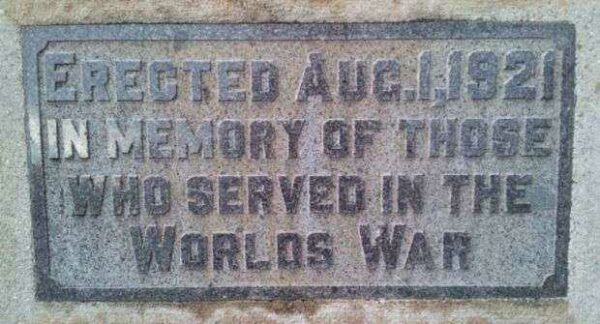 ERECTED AUG. 1, 1921
IN MEMORY OF THOSE
WHO SERVED IN THE
WORLDS WAR